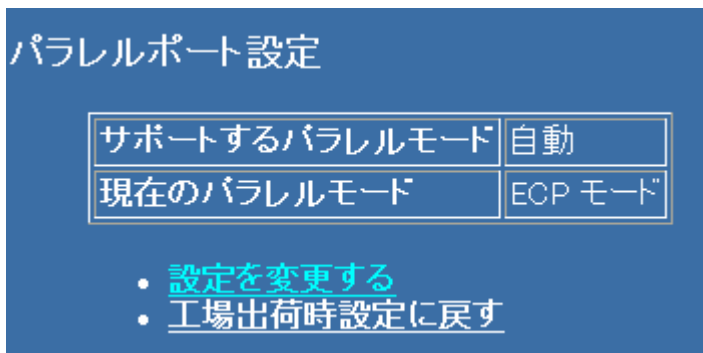 パラレルポート設定
サポートするパラレルモード 自動
現在のパラレルモード ECP モード
• 設定を変更する
• 工場出荷時設定に戻す